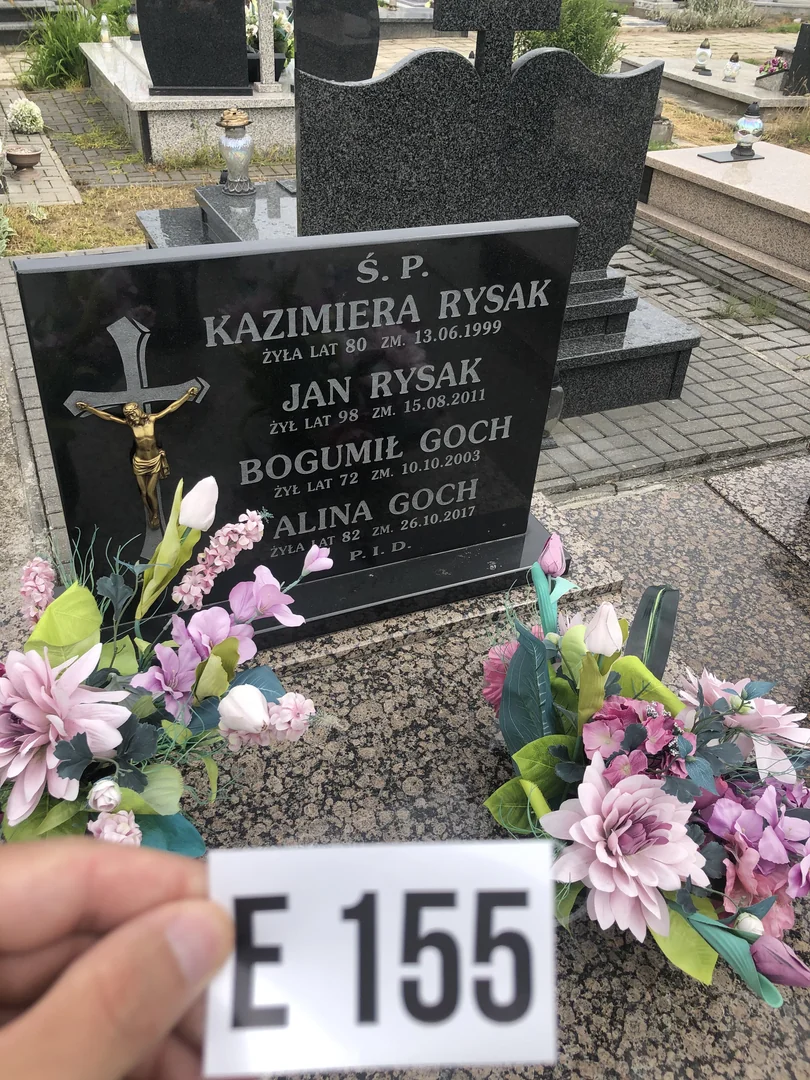 Ś. P.
KAZIMIERA RYSAK
ŻYŁA LAT 80 ZM. 13.06.1999
JAN RYSAK
ŻYŁ LAT 98 ZM. 15.08.2011
BOGUMIŁ GOCH
ŻYŁ LAT 72 ZM. 10.10.2003
ALINA GOCH
ŻYŁA LAT 82 ZM. 26.10.2017
P.I.D.
E 155